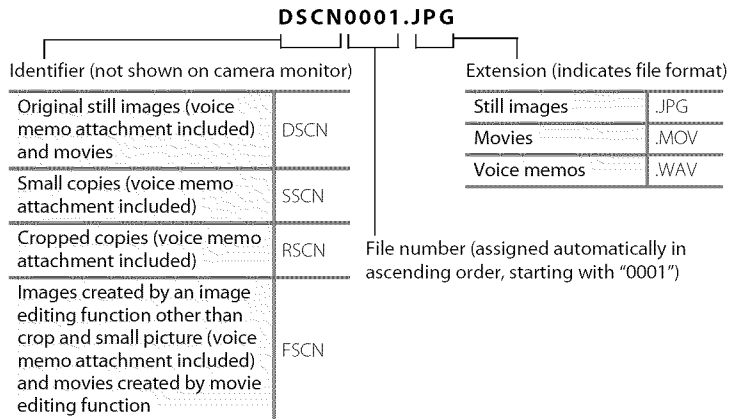 DSCN0001.JPG
Identifier (not shown on camera monitor)
Original still images (voice
memo attachment included)
and movies
DSCN
Small copies (voice memo
attachment included)
SSCN
Cropped copies (voice memo
attachment included)
RSCN
Images created by an image
editing function other than
crop and small picture (voice
memo attachment included)
and movies created by movie
editing function
FSCN
Extension (indicates file format)
Still images .JPG
Movies .MOV
Voice memos .WAV
File number (assigned automatically in
ascending order, starting with “0001”)